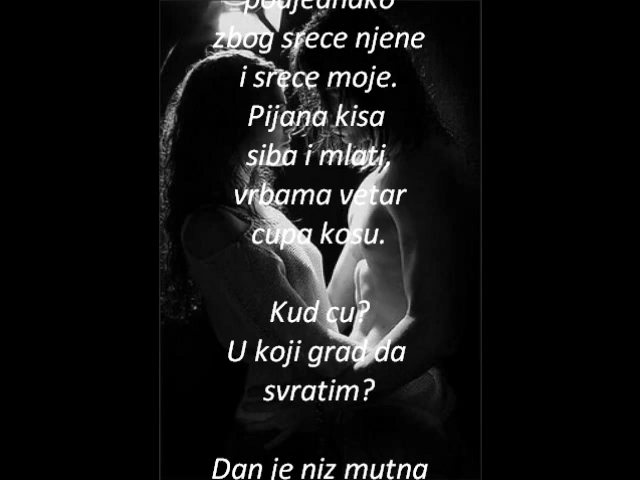 podjednako
zbog srece njene
i srece moje.
Pijana kisa
siba i mlati,
vrbama vetar
cupa kosu.
Kud cu?
U koji grad da
svratim?
Dan je niz mutna